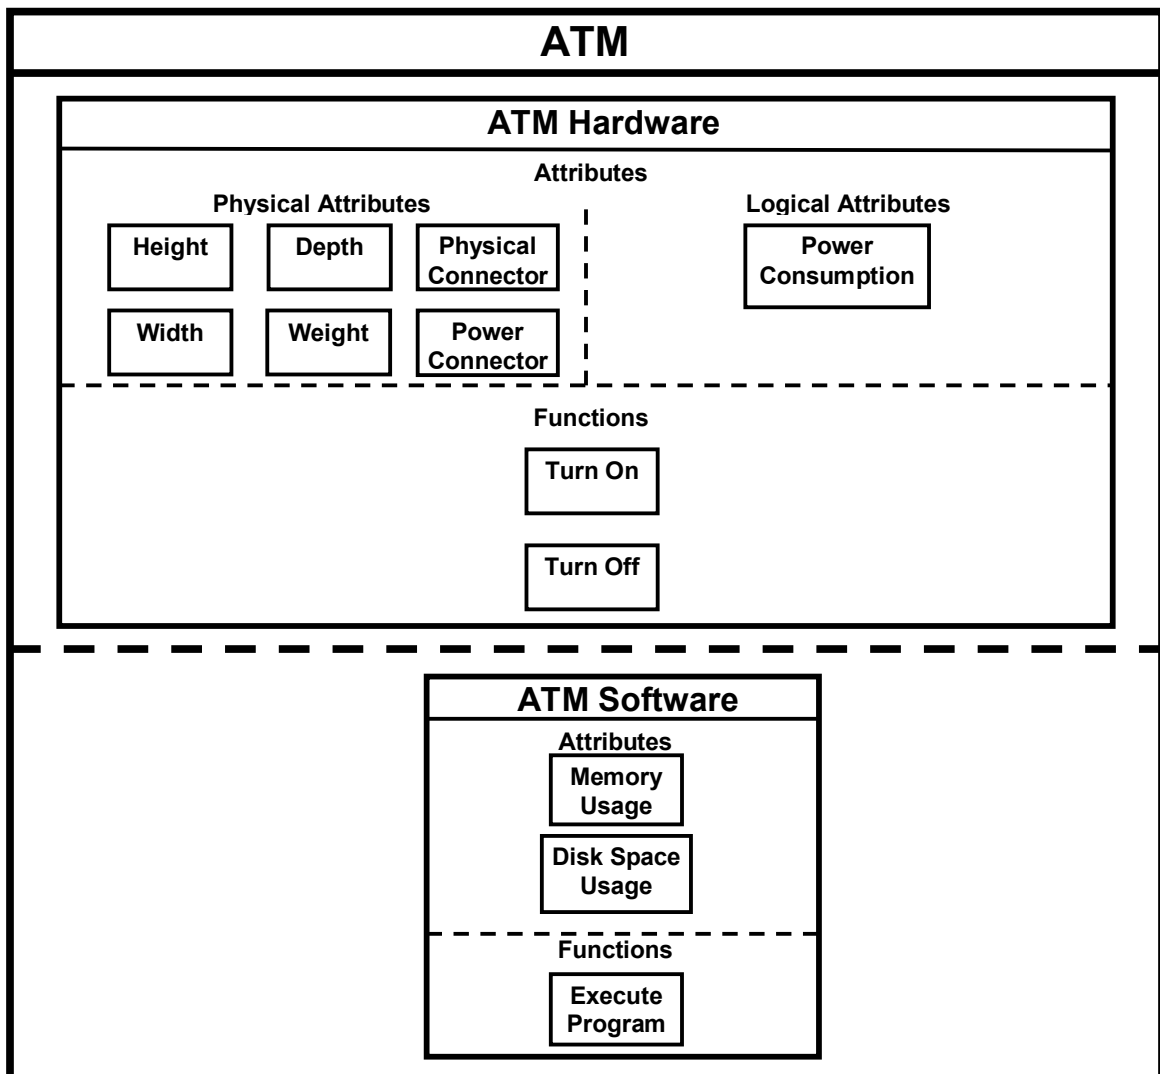 ATM
ATM Hardware
Attributes
Physical Attributes
Logical Attributes
Height
Depth
Physical
Connector
Power
Consumption
Width
Weight
Power
Connector
Functions
Turn On
Turn Off
ATM Software
Attributes
Memory
Usage
Disk Space
Usage
Functions
Execute
Program